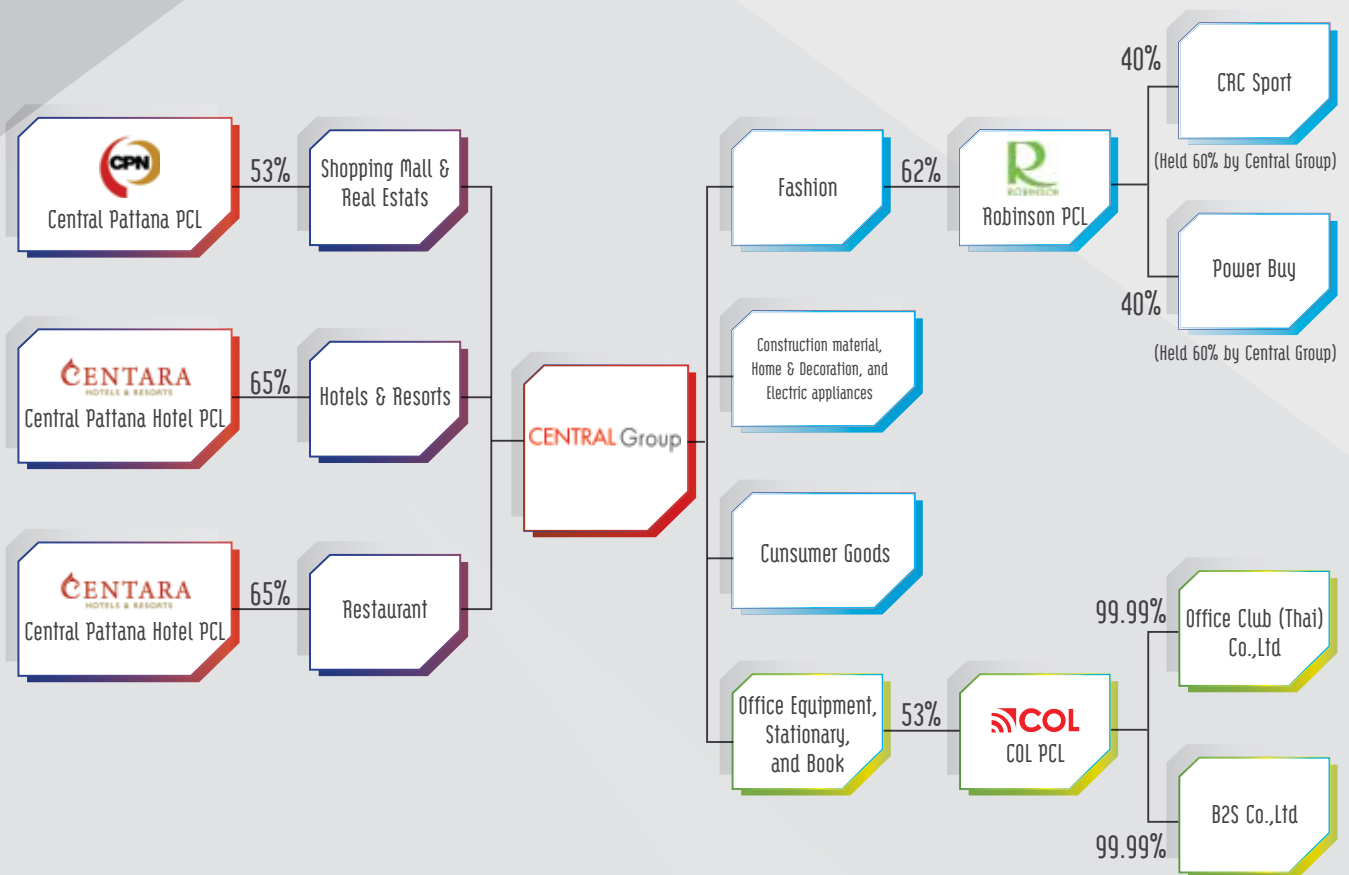 CPN
Central Pattana PCL
53%
Shopping Mall &
Real Estats
CENTARA
HOTELS & RESORTS
Central Pattana Hotel PCL
65%
Hotels & Resorts
CENTARA
HOTELS & RESORTS
Central Pattana Hotel PCL
65%
Restaurant
CENTRAL Group
Fashion
62%
R
ROBINSON
Robinson PCL
40%
CRC Sport
(Held 60% by Central Group)
Power Buy
40%
(Held 60% by Central Group)
Construction material,
Home & Decoration, and
Electric appliances
Cunsumer Goods
Office Equipment,
Stationary,
and Book
53%
COL
COL PCL
99.99%
Office Club (Thai)
Co.,Ltd
B2S Co.,Ltd
99.99%